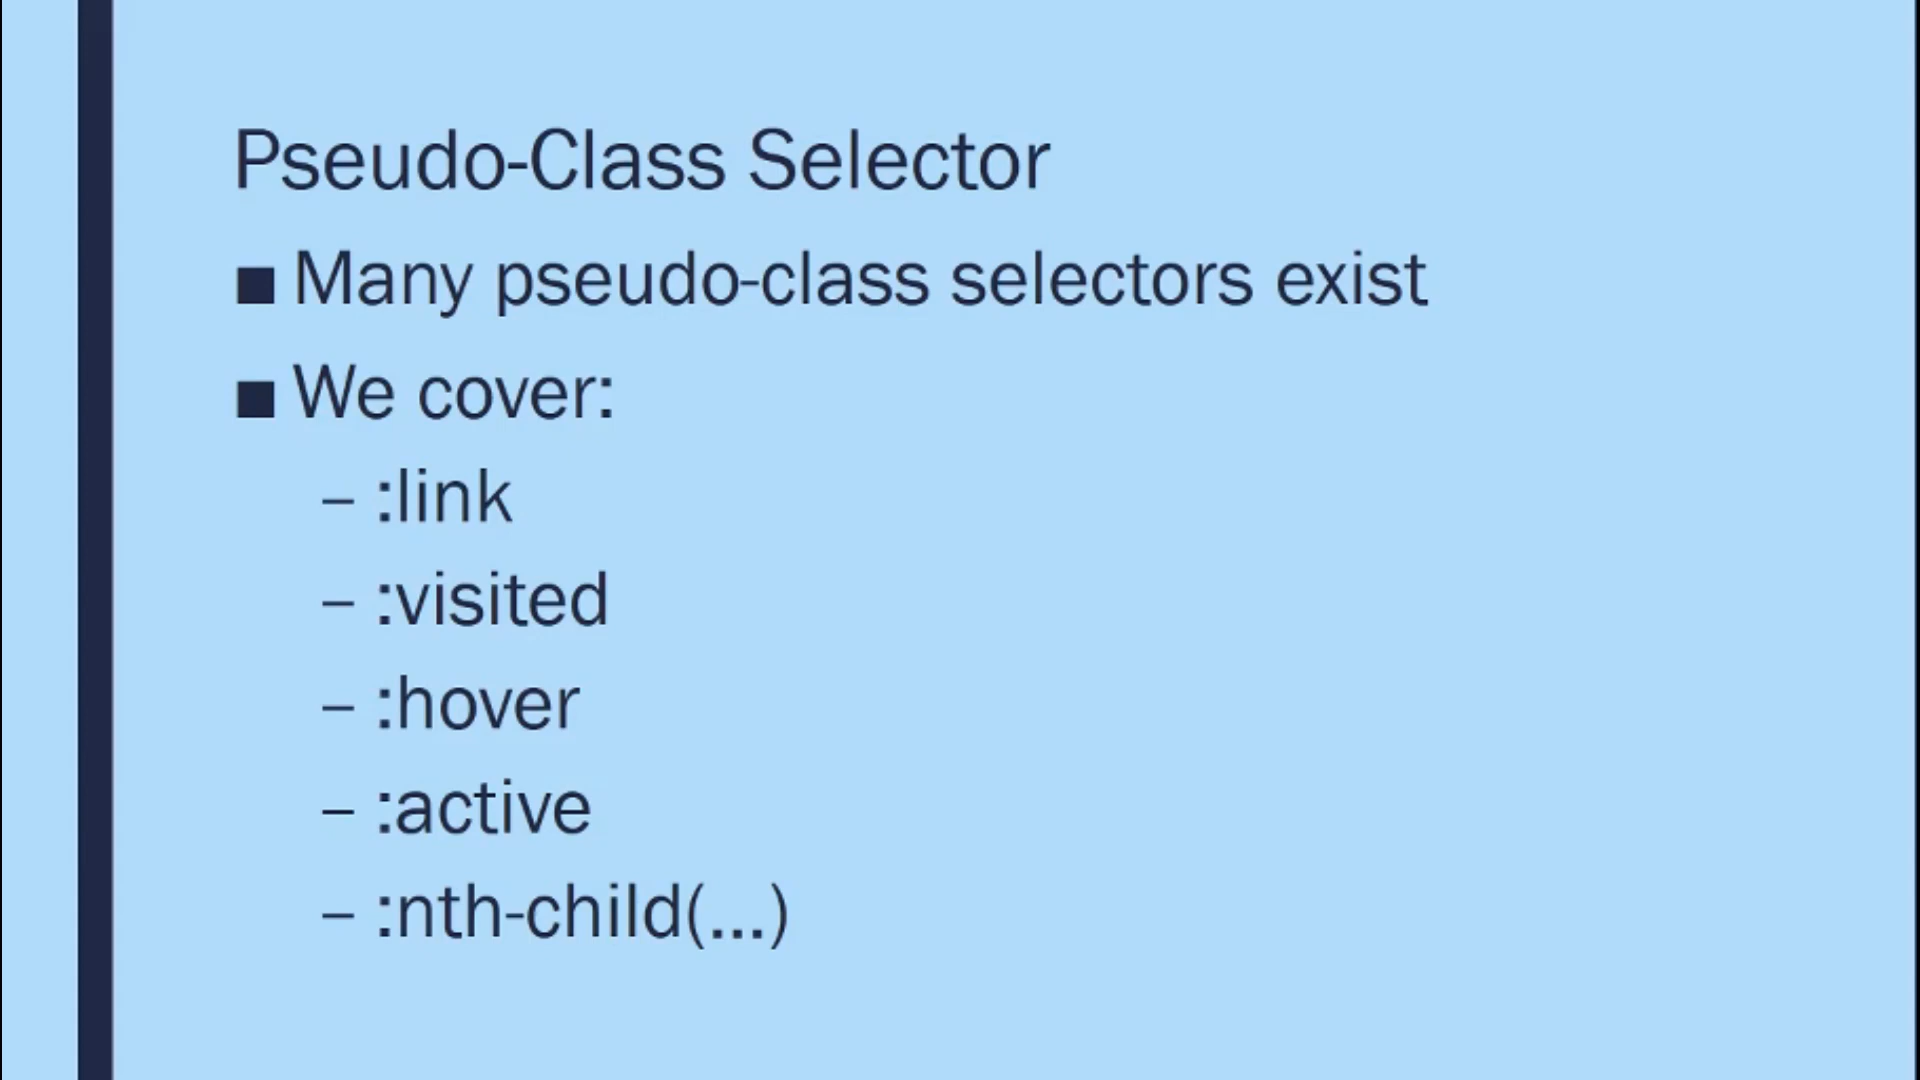 Pseudo-Class Selector
■ Many pseudo-class selectors exist
■ We cover:
– :link
– :visited
– :hover
– :active
– :nth-child(...)